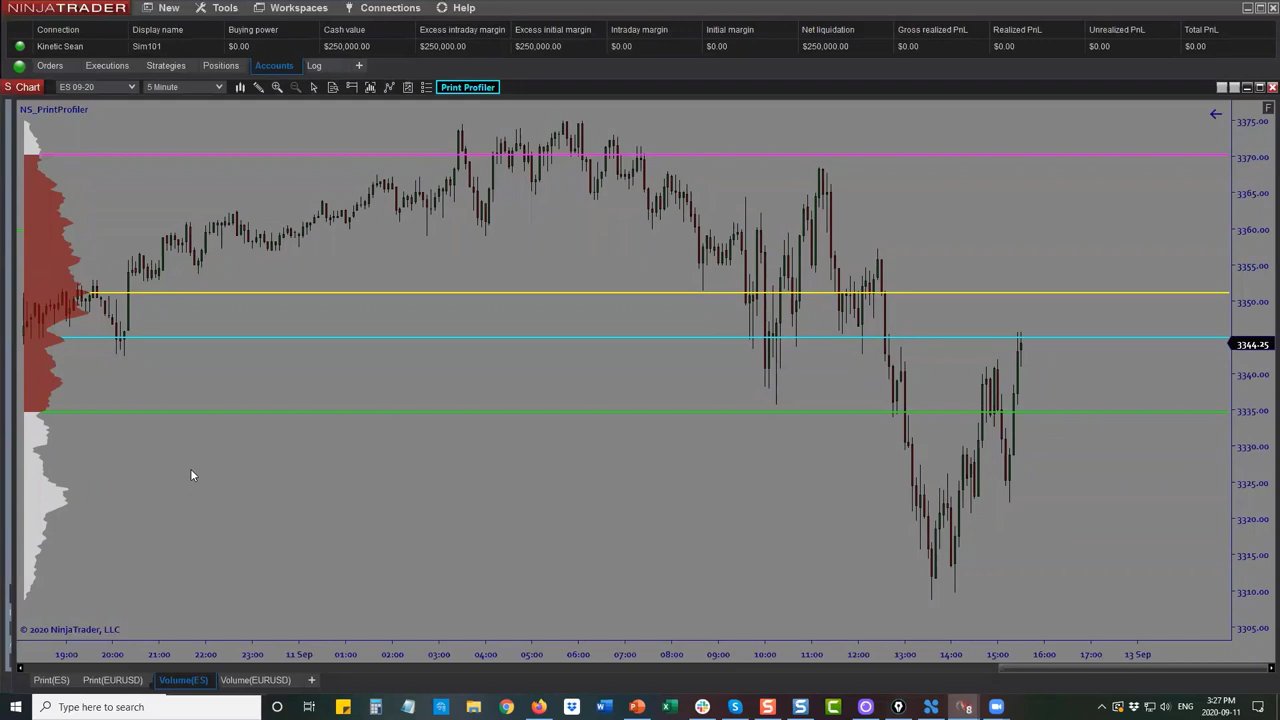 NINJATRADER New Tools Workspaces Connections Help
Connection Display name Buying power Cash value Excess intraday margin Excess initial margin Intraday margin Initial margin Net liquidation Gross realized PnL Realized PnL Unrealized PnL Total PnL
Kinetic Sean Sim101 $0.00 $250,000.00 $250,000.00 $250,000.00 $0.00 $0.00 $250,000.00 $0.00 $0.00 $0.00 $0.00
Orders Executions Strategies Positions Accounts Log +
S Chart ES 09-20 5 Minute Print Profiler
NS_PrintProfiler
F
3375.00
3370.00
3365.00
3360.00
3355.00
3350.00
3344.25
3340.00
3335.00
3330.00
3325.00
3320.00
3315.00
3310.00
3305.00
© 2020 NinjaTrader, LLC
19:00 20:00 21:00 22:00 23:00 11 Sep 01:00 02:00 03:00 04:00 05:00 06:00 07:00 08:00 09:00 10:00 11:00 12:00 13:00 14:00 15:00 16:00 17:00 13 Sep
Print(ES) Print(EURUSD) Volume(ES) Volume(EURUSD) +
Type here to search
ENG
3:27 PM
2020-09-11